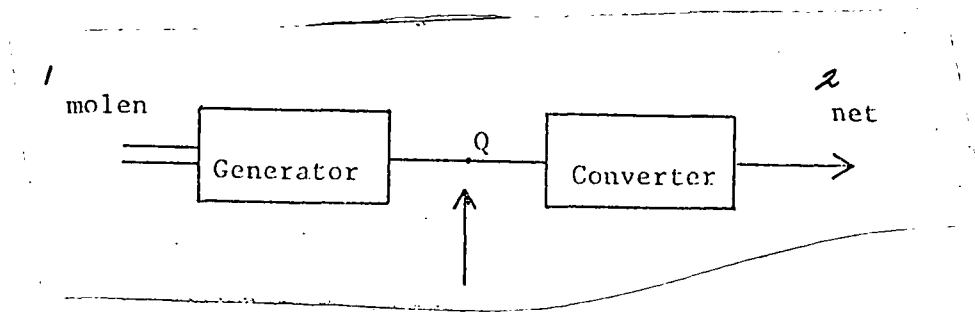 1
molen
2
net
Generator
Q
Converter